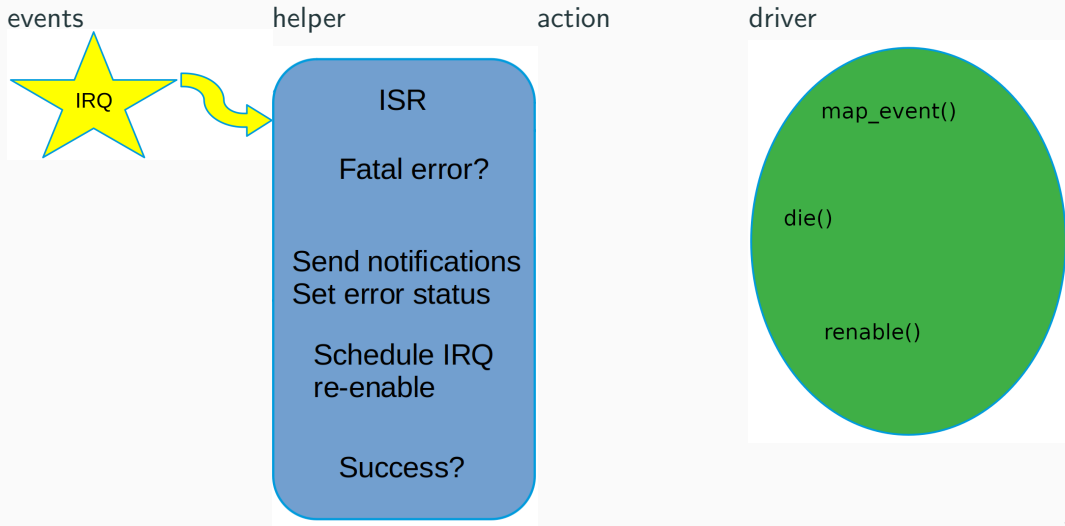 events
helper
action
driver
IRQ
ISR
Fatal error?
Send notifications
Set error status
Schedule IRQ
re-enable
Success?
map_event()
die()
renable()